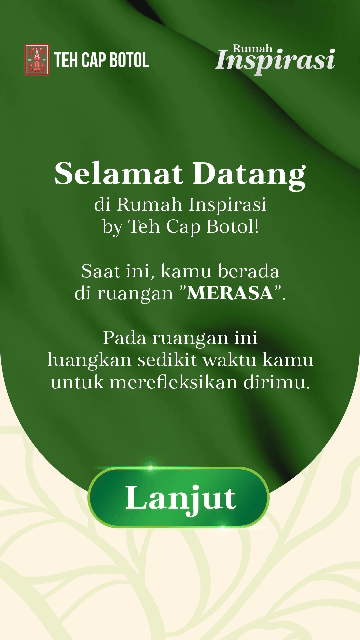 TEH CAP BOTOL
Rumah
Inspirasi
Selamat Datang
di Rumah Inspirasi
by Teh Cap Botol!
Saat ini, kamu berada
di ruangan "MERASA".
Pada ruangan ini
luangkan sedikit waktu kamu
untuk merefleksikan dirimu.
Lanjut